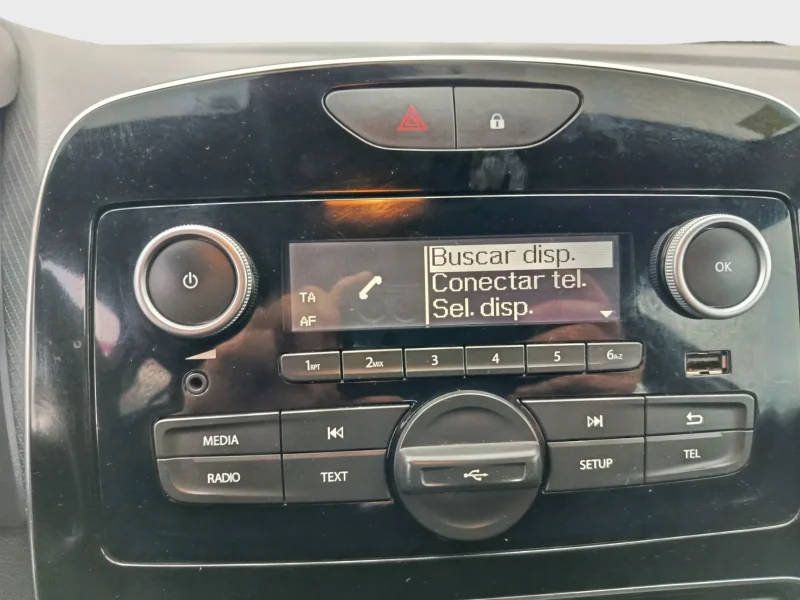 Buscar disp.
Conectar tel.
Sel. disp.
TA
AF
OK
1RPT 2MIX 3 4 5 6A-Z
MEDIA
RADIO TEXT SETUP TEL